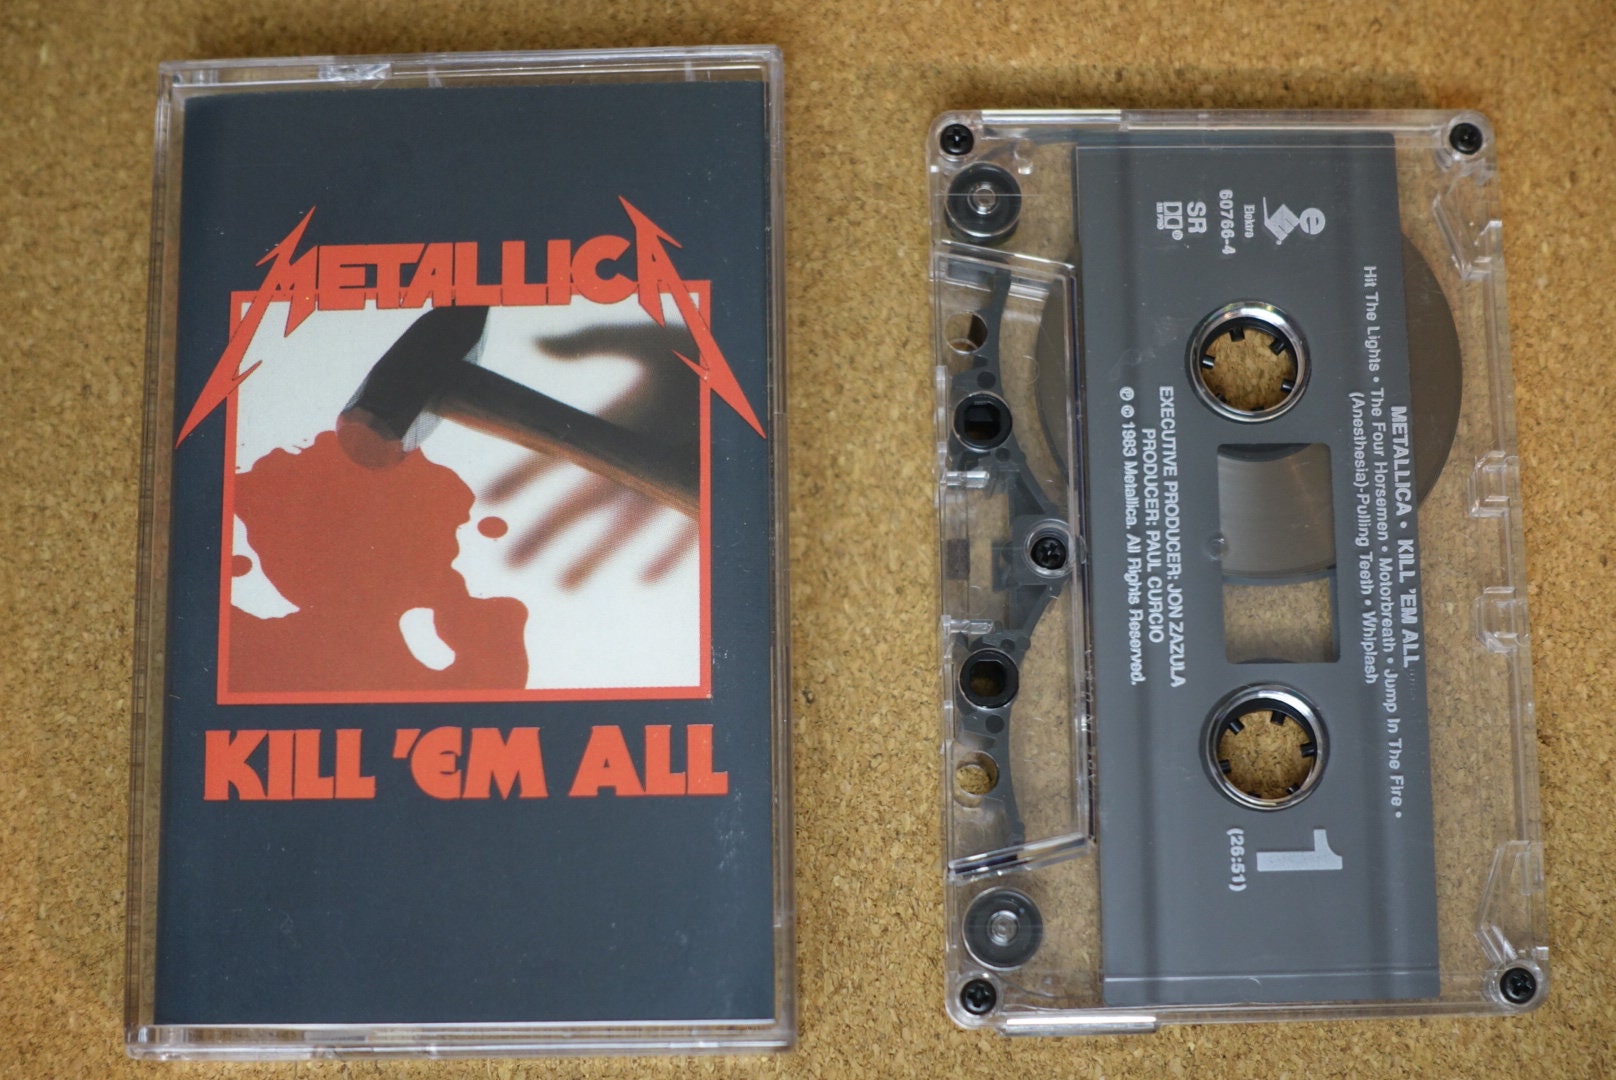 METALLICA
KILL 'EM ALL
METALLICA • KILL 'EM ALL
Hit The Lights • The Four Horsemen • Motorbreath • Jump In The Fire •
(Anesthesia)-Pulling Teeth • Whiplash
e
Elektra
60766-4
SR
1
(26:51)
EXECUTIVE PRODUCER: JON ZAZULA
PRODUCER: PAUL CURCIO
℗ © 1983 Metallica. All Rights Reserved.